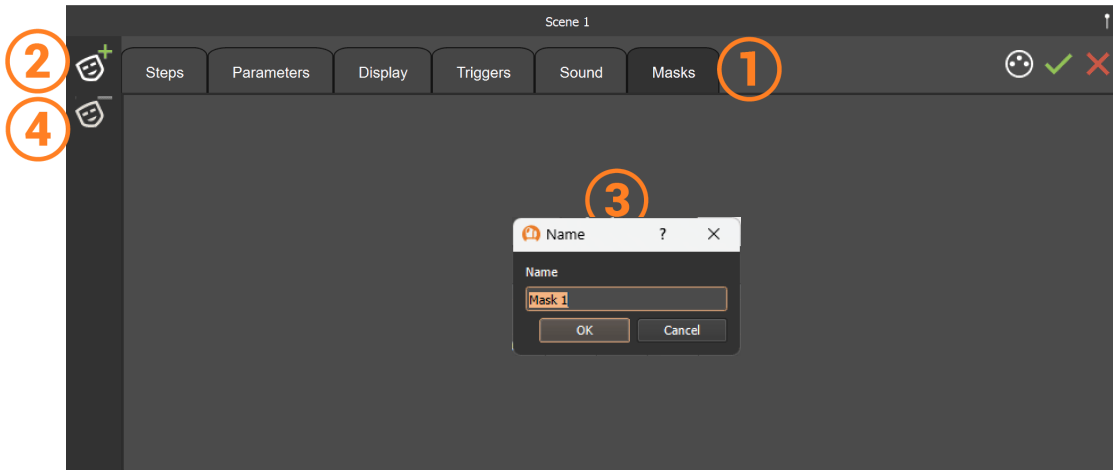 Scene 1
2
Steps
Parameters
Display
Triggers
Sound
Masks
1
4
3
Name ?
Name
Mask 1
OK
Cancel